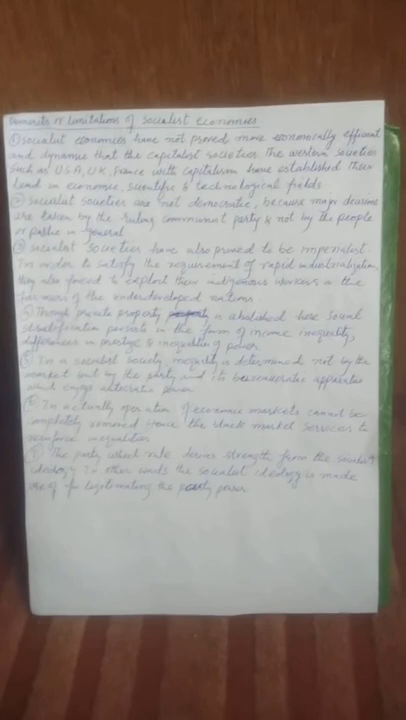 Demerits or limitations of socialist economies
① Socialist economies have not proved more economically efficient
and dynamic that the capitalist societies. The western societies
Such as USA, UK, France with capitalism have established their
lead in economic, scientific & technological fields
② Socialist societies are not democratic, because major decisions
are taken by the ruling communist party & not by the people
or public in general
③ socialist Societies have also proved to be imperialist.
In order to satisfy the requirement of rapid industrialization,
they also forced to exploit their indigenous workers or the
of the underdeveloped nations
Though private property is abolished here Social
stratification persists in the form of income inequality,
differences in prestige & inequalities of power.
In a socialist society inequality is determined not by the
market but by the party and its bureaucratic apparatus
which enjoys autocratic power
In actually operation of economic markets cannot be
completely removed Hence the black market services to
reinforce inequalities
The party which rule derives strength from the socialist
ideology In other words the socialist ideology is made
use of for legitimating the party power